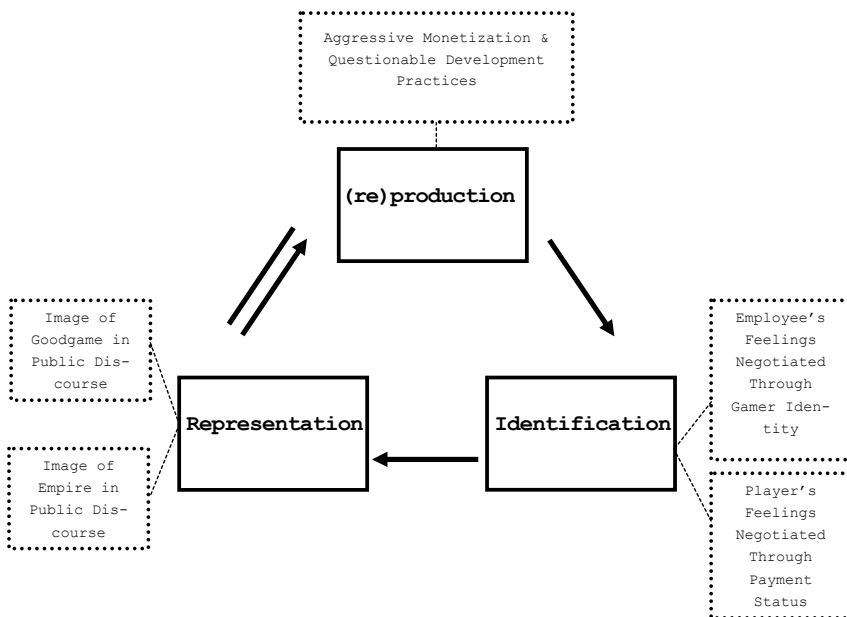 Aggressive Monetization &
Questionable Development
Practices
(re)production
Image of
Goodgame in
Public Dis-
course
Employee’s
Feelings
Negotiated
Through
Gamer Iden-
tity
Representation
Identification
Image of
Empire in
Public Dis-
course
Player’s
Feelings
Negotiated
Through
Payment
Status